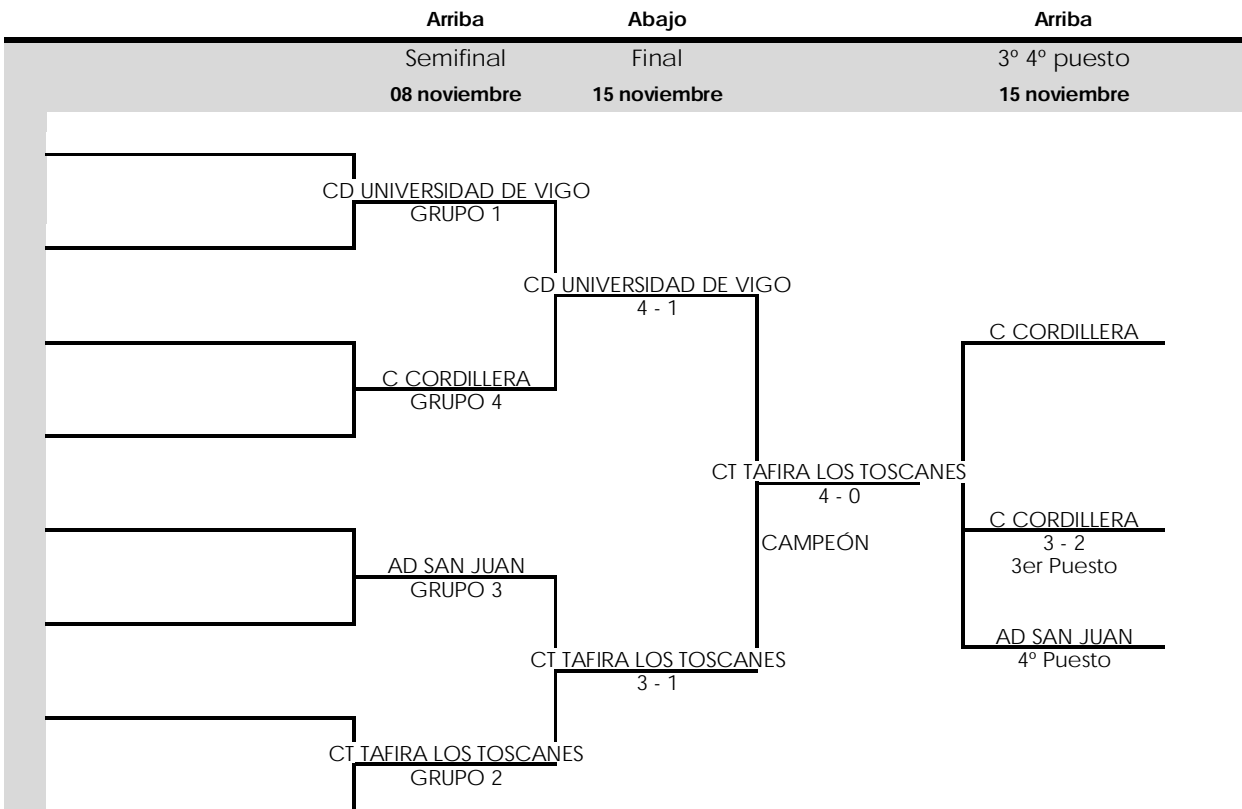 Arriba Abajo Arriba
Semifinal Final 3º 4º puesto
08 noviembre 15 noviembre 15 noviembre
CD UNIVERSIDAD DE VIGO
GRUPO 1
CD UNIVERSIDAD DE VIGO
4 - 1
C CORDILLERA
C CORDILLERA
GRUPO 4
CT TAFIRA LOS TOSCANES
4 - 0
C CORDILLERA
CAMPEÓN
3 - 2
3er Puesto
AD SAN JUAN
GRUPO 3
AD SAN JUAN
4º Puesto
CT TAFIRA LOS TOSCANES
3 - 1
CT TAFIRA LOS TOSCANES
GRUPO 2